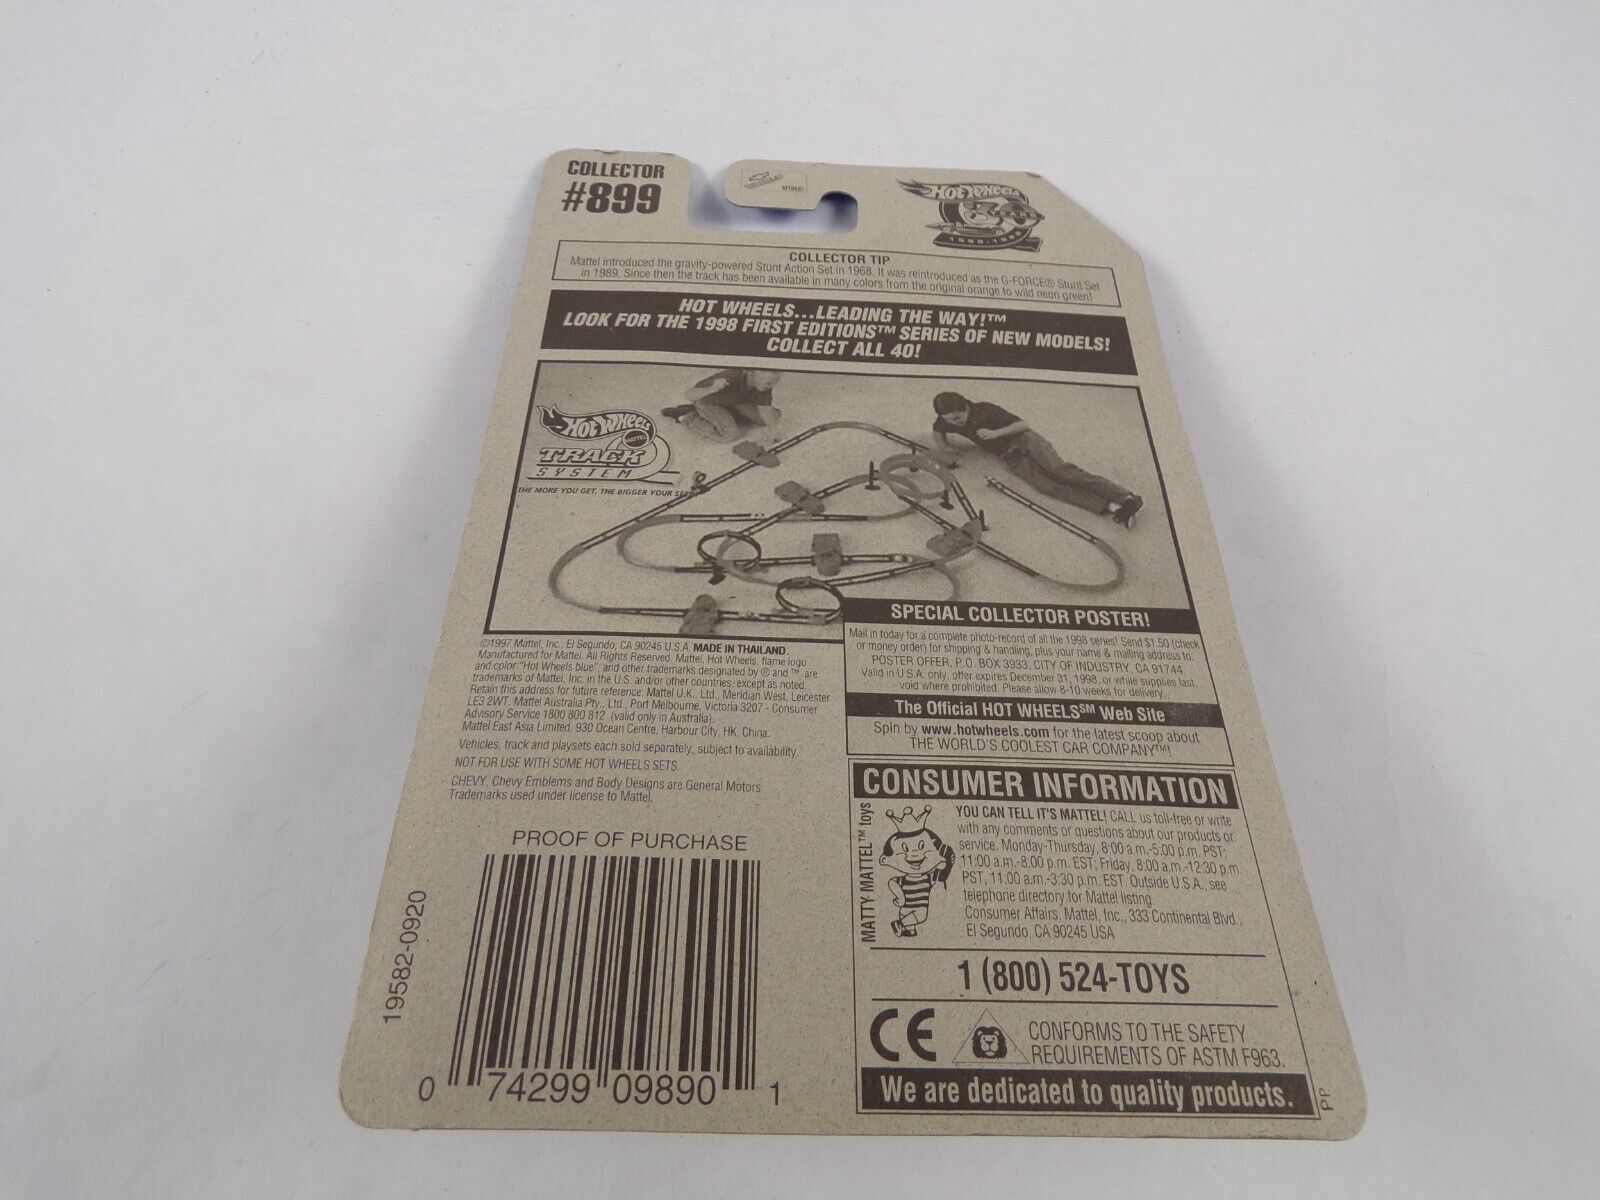 COLLECTOR
#899
CHEVROLET
HOT WHEELS
30
YEARS
1968-1998
COLLECTOR TIP
Mattel introduced the gravity-powered Stunt Action Set in 1968. It was reintroduced as the G-FORCE® Stunt Set
in 1989. Since then the track has been available in many colors from the original orange to wild neon green!
HOT WHEELS...LEADING THE WAY!™
LOOK FOR THE 1998 FIRST EDITIONS™ SERIES OF NEW MODELS!
COLLECT ALL 40!
HOT WHEELS
MATTEL
TRACK
SYSTEM
THE MORE YOU GET, THE BIGGER YOUR SET!
SPECIAL COLLECTOR POSTER!
Mail in today for a complete photo-record of all the 1998 series! Send $1.50 (check
or money order) for shipping & handling, plus your name & mailing address to:
POSTER OFFER, P.O. BOX 3933, CITY OF INDUSTRY, CA 91744
Valid in U.S.A. only, offer expires December 31, 1998, or while supplies last,
void where prohibited. Please allow 8-10 weeks for delivery.
The Official HOT WHEELS℠ Web Site
Spin by www.hotwheels.com for the latest scoop about
THE WORLD'S COOLEST CAR COMPANY™!
©1997 Mattel, Inc., El Segundo, CA 90245 U.S.A. MADE IN THAILAND.
Manufactured for Mattel. All Rights Reserved. Mattel, Hot Wheels, flame logo
and color "Hot Wheels blue", and other trademarks designated by ® and ™ are
trademarks of Mattel, Inc. in the U.S. and/or other countries, except as noted.
Retain this address for future reference: Mattel U.K., Ltd., Meridian West, Leicester
LE3 2WT. Mattel Australia Pty., Ltd., Port Melbourne, Victoria 3207 - Consumer
Advisory Service 1800 800 812 (valid only in Australia).
Mattel East Asia Limited, 930 Ocean Centre, Harbour City, HK, China.
Vehicles, track and playsets each sold separately, subject to availability.
NOT FOR USE WITH SOME HOT WHEELS SETS.
CHEVY, Chevy Emblems and Body Designs are General Motors
Trademarks used under license to Mattel.
PROOF OF PURCHASE
19582-0920
0 74299 09890 1
CONSUMER INFORMATION
MATTY MATTEL™ toys
YOU CAN TELL IT'S MATTEL! CALL us toll-free or write
with any comments or questions about our products or
service. Monday-Thursday, 8:00 a.m.-5:00 p.m. PST;
11:00 a.m.-8:00 p.m. EST; Friday, 8:00 a.m.-12:30 p.m.
PST, 11:00 a.m.-3:30 p.m. EST. Outside U.S.A., see
telephone directory for Mattel listing.
Consumer Affairs, Mattel, Inc., 333 Continental Blvd.,
El Segundo, CA 90245 USA
1 (800) 524-TOYS
CE
CONFORMS TO THE SAFETY
REQUIREMENTS OF ASTM F963.
We are dedicated to quality products.
PP